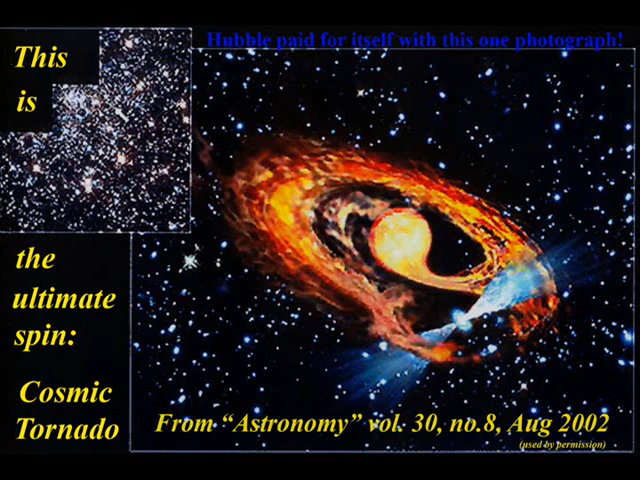 Hubble paid for itself with this one photograph!
This
is
the
ultimate
spin:
Cosmic
Tornado
From “Astronomy” vol. 30, no.8, Aug 2002
(used by permission)